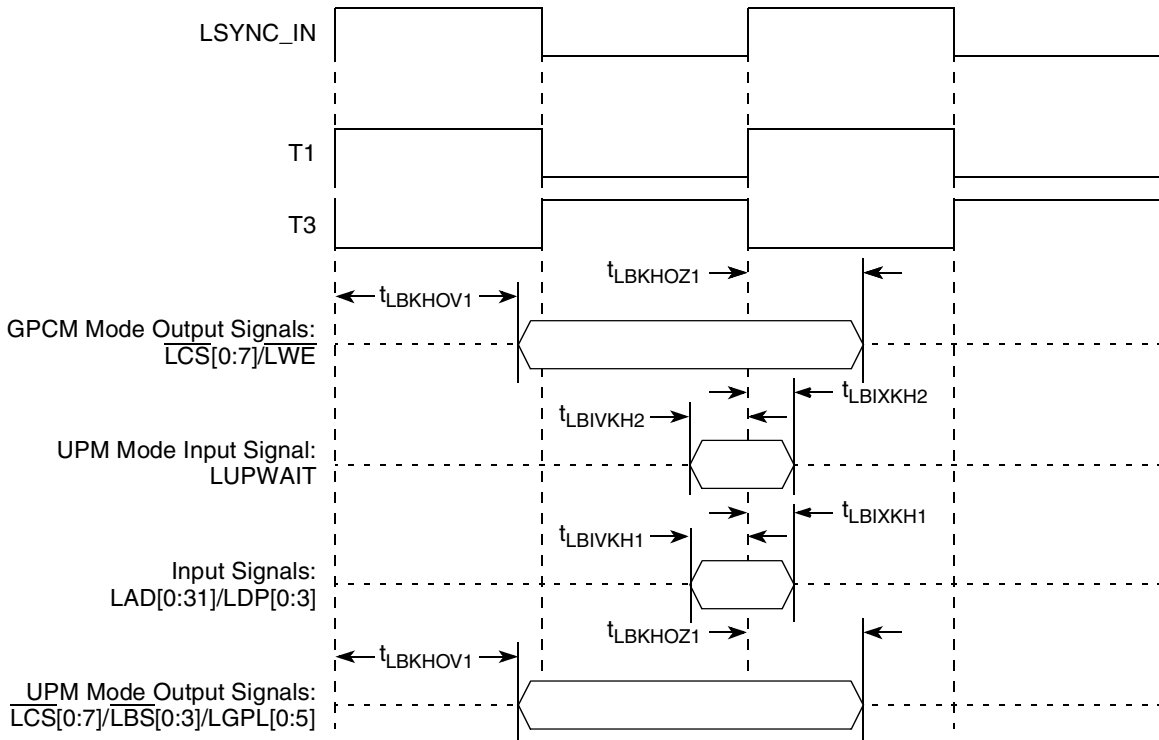 LSYNC_IN
T1
T3
tLBKHOZ1
tLBKHOV1
GPCM Mode Output Signals:
LCS[0:7]/LWE
tLBIXKH2
tLBIVKH2
UPM Mode Input Signal:
LUPWAIT
tLBIXKH1
tLBIVKH1
Input Signals:
LAD[0:31]/LDP[0:3]
tLBKHOZ1
tLBKHOV1
UPM Mode Output Signals:
LCS[0:7]/LBS[0:3]/LGPL[0:5]